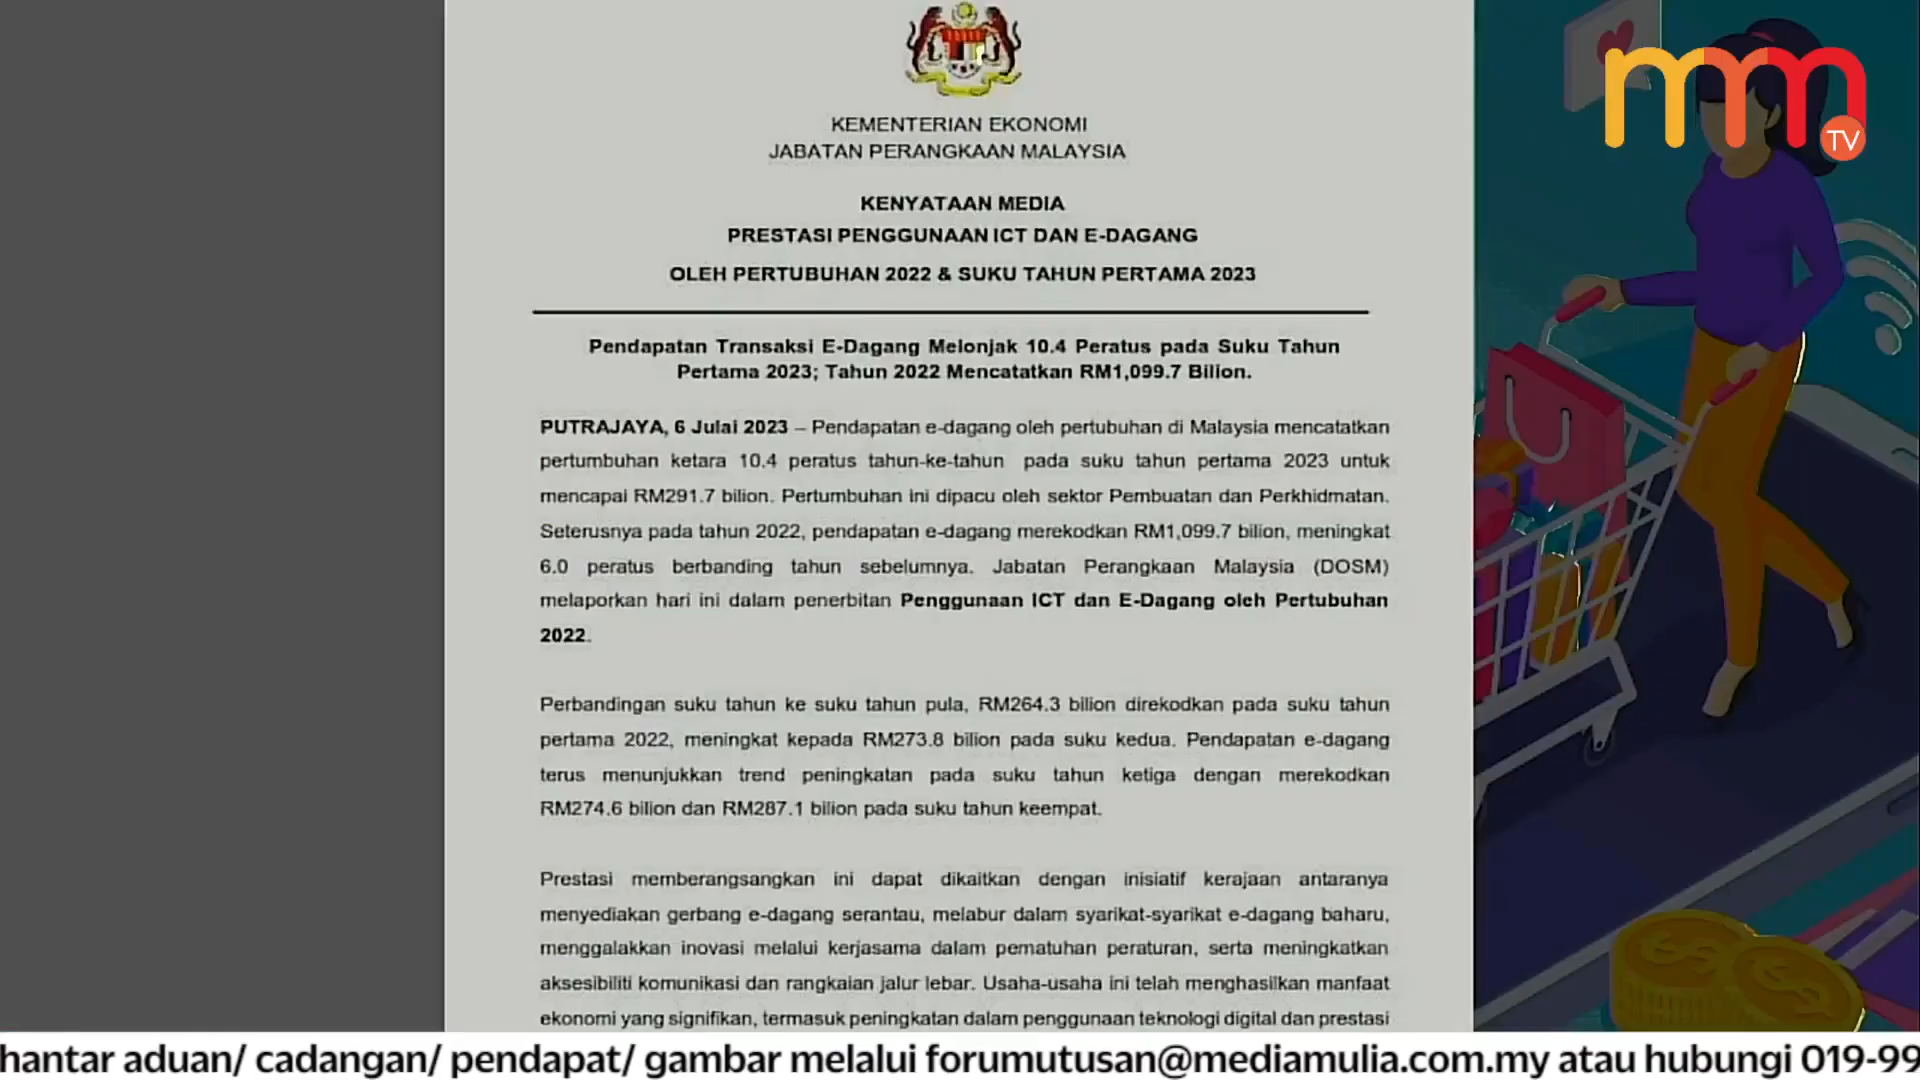 mm TV
KEMENTERIAN EKONOMI
JABATAN PERANGKAAN MALAYSIA
KENYATAAN MEDIA
PRESTASI PENGGUNAAN ICT DAN E-DAGANG
OLEH PERTUBUHAN 2022 & SUKU TAHUN PERTAMA 2023
Pendapatan Transaksi E-Dagang Melonjak 10.4 Peratus pada Suku Tahun
Pertama 2023; Tahun 2022 Mencatatkan RM1,099.7 Bilion.
PUTRAJAYA, 6 Julai 2023 – Pendapatan e-dagang oleh pertubuhan di Malaysia mencatatkan
pertumbuhan ketara 10.4 peratus tahun-ke-tahun pada suku tahun pertama 2023 untuk
mencapai RM291.7 bilion. Pertumbuhan ini dipacu oleh sektor Pembuatan dan Perkhidmatan.
Seterusnya pada tahun 2022, pendapatan e-dagang merekodkan RM1,099.7 bilion, meningkat
6.0 peratus berbanding tahun sebelumnya. Jabatan Perangkaan Malaysia (DOSM)
melaporkan hari ini dalam penerbitan Penggunaan ICT dan E-Dagang oleh Pertubuhan
2022.
Perbandingan suku tahun ke suku tahun pula, RM264.3 bilion direkodkan pada suku tahun
pertama 2022, meningkat kepada RM273.8 bilion pada suku kedua. Pendapatan e-dagang
terus menunjukkan trend peningkatan pada suku tahun ketiga dengan merekodkan
RM274.6 bilion dan RM287.1 bilion pada suku tahun keempat.
Prestasi memberangsangkan ini dapat dikaitkan dengan inisiatif kerajaan antaranya
menyediakan gerbang e-dagang serantau, melabur dalam syarikat-syarikat e-dagang baharu,
menggalakkan inovasi melalui kerjasama dalam pematuhan peraturan, serta meningkatkan
aksesibiliti komunikasi dan rangkaian jalur lebar. Usaha-usaha ini telah menghasilkan manfaat
ekonomi yang signifikan, termasuk peningkatan dalam penggunaan teknologi digital dan prestasi
hantar aduan/ cadangan/ pendapat/ gambar melalui forumutusan@mediamulia.com.my atau hubungi 019-99